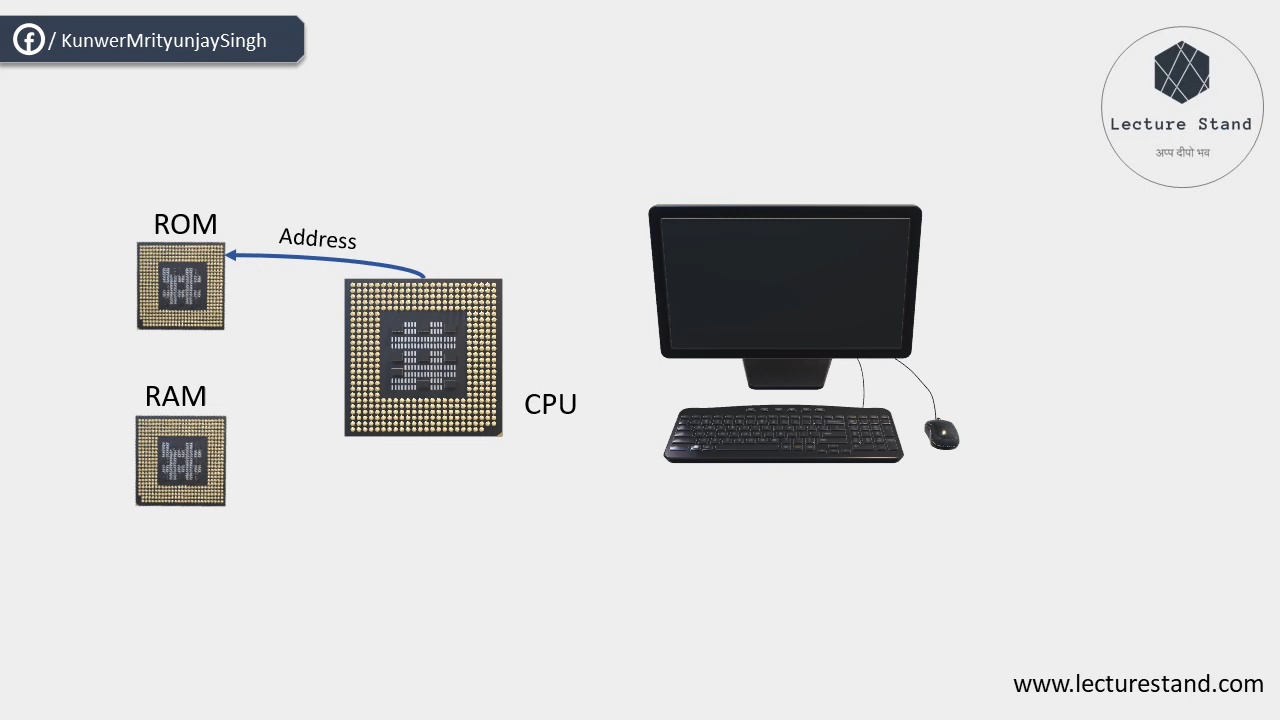 / KunwerMrityunjaySingh
Lecture Stand
अप्प दीपो भव
ROM
Address
RAM
CPU
www.lecturestand.com